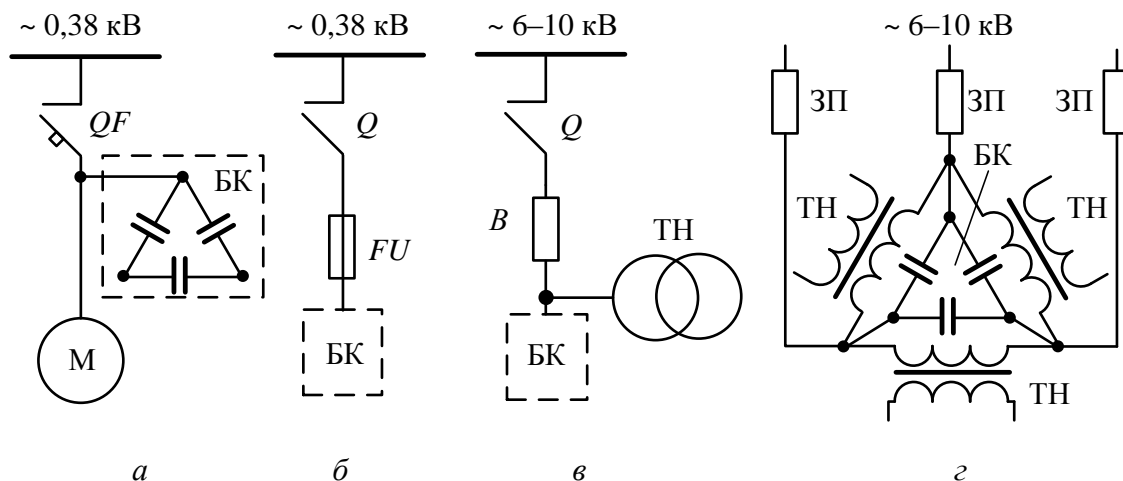 ~ 0,38 кВ
~ 0,38 кВ
~ 6–10 кВ
~ 6–10 кВ
QF
БК
М
Q
FU
БК
Q
В
ТН
БК
ЗП
ЗП
ЗП
БК
ТН
ТН
ТН
а
б
в
г